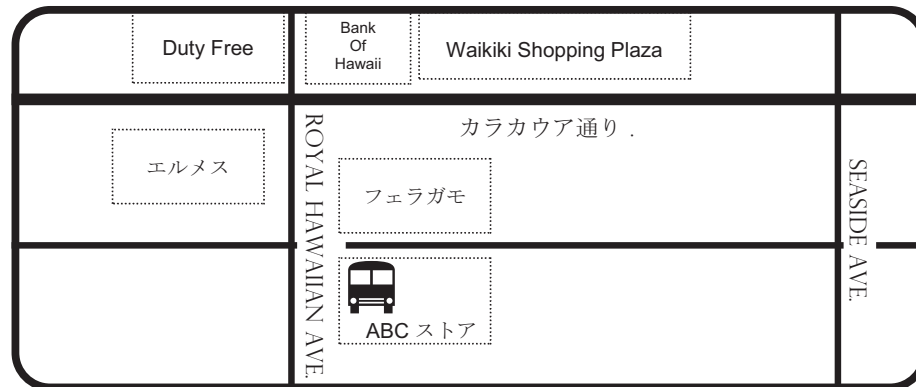 Duty Free
Bank
Of
Hawaii
Waikiki Shopping Plaza
カラカウア通り .
エルメス
ROYAL HAWAIIAN AVE.
フェラガモ
SEASIDE AVE.
ABC ストア